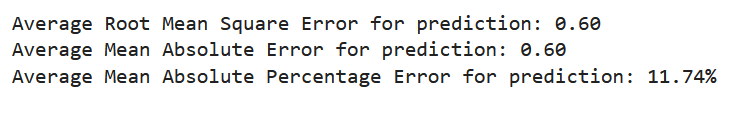 Average Root Mean Square Error for prediction: 0.60
Average Mean Absolute Error for prediction: 0.60
Average Mean Absolute Percentage Error for prediction: 11.74%